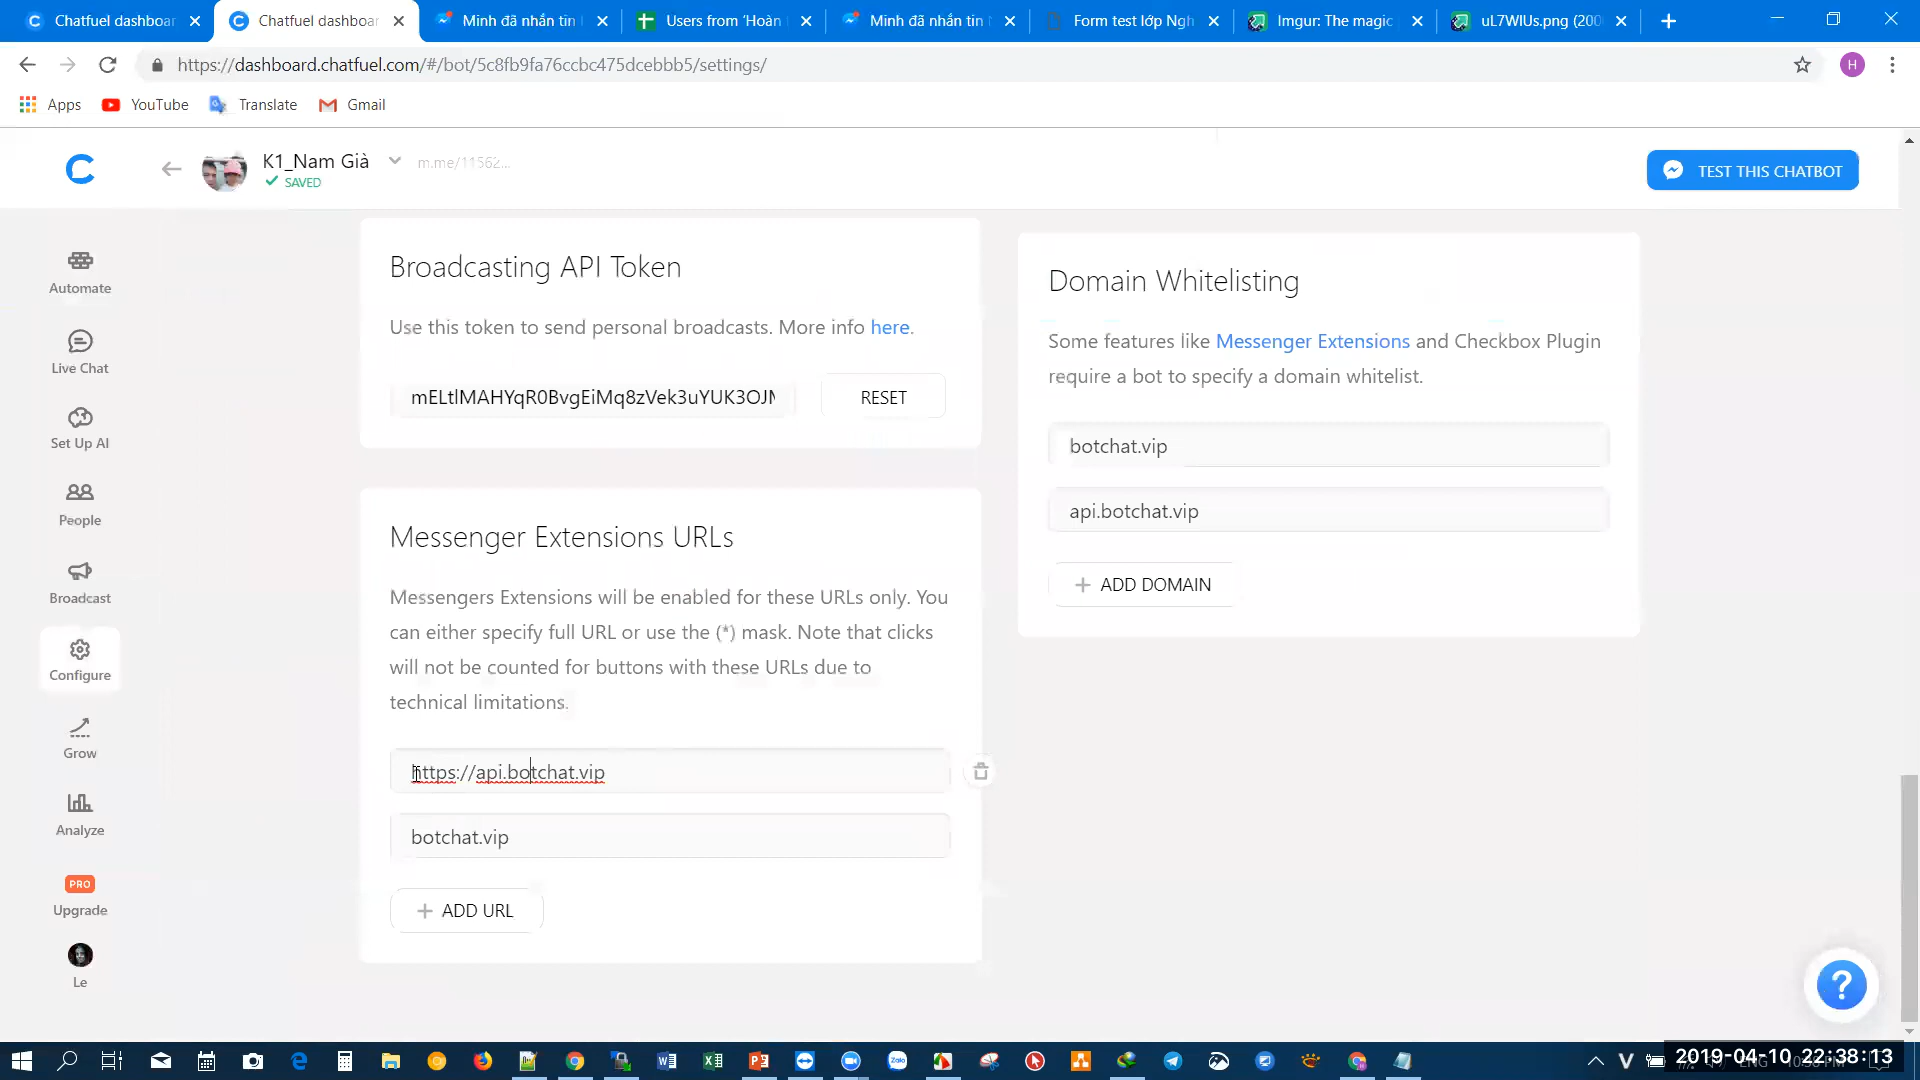 Chatfuel dashboar
Chatfuel dashboar
Minh đã nhắn tin
Users from 'Hoàn
Minh đã nhắn tin
Form test lớp Ngh
Imgur: The magic
uL7WIUs.png (200
https://dashboard.chatfuel.com/#/bot/5c8fb9fa76ccbc475dcebbb5/settings/
H
Apps
YouTube
Translate
Gmail
K1_Nam Già
m.me/11562...
SAVED
TEST THIS CHATBOT
Automate
Live Chat
Set Up AI
People
Broadcast
Configure
Grow
Analyze
PRO
Upgrade
Le
Broadcasting API Token
Use this token to send personal broadcasts. More info here.
mELtlMAHYqR0BvgEiMq8zVek3uYUK3OJM
RESET
Messenger Extensions URLs
Messengers Extensions will be enabled for these URLs only. You
can either specify full URL or use the (*) mask. Note that clicks
will not be counted for buttons with these URLs due to
technical limitations.
https://api.botchat.vip
botchat.vip
+ ADD URL
Domain Whitelisting
Some features like Messenger Extensions and Checkbox Plugin
require a bot to specify a domain whitelist.
botchat.vip
api.botchat.vip
+ ADD DOMAIN
?
2019-04-10 22:38:13